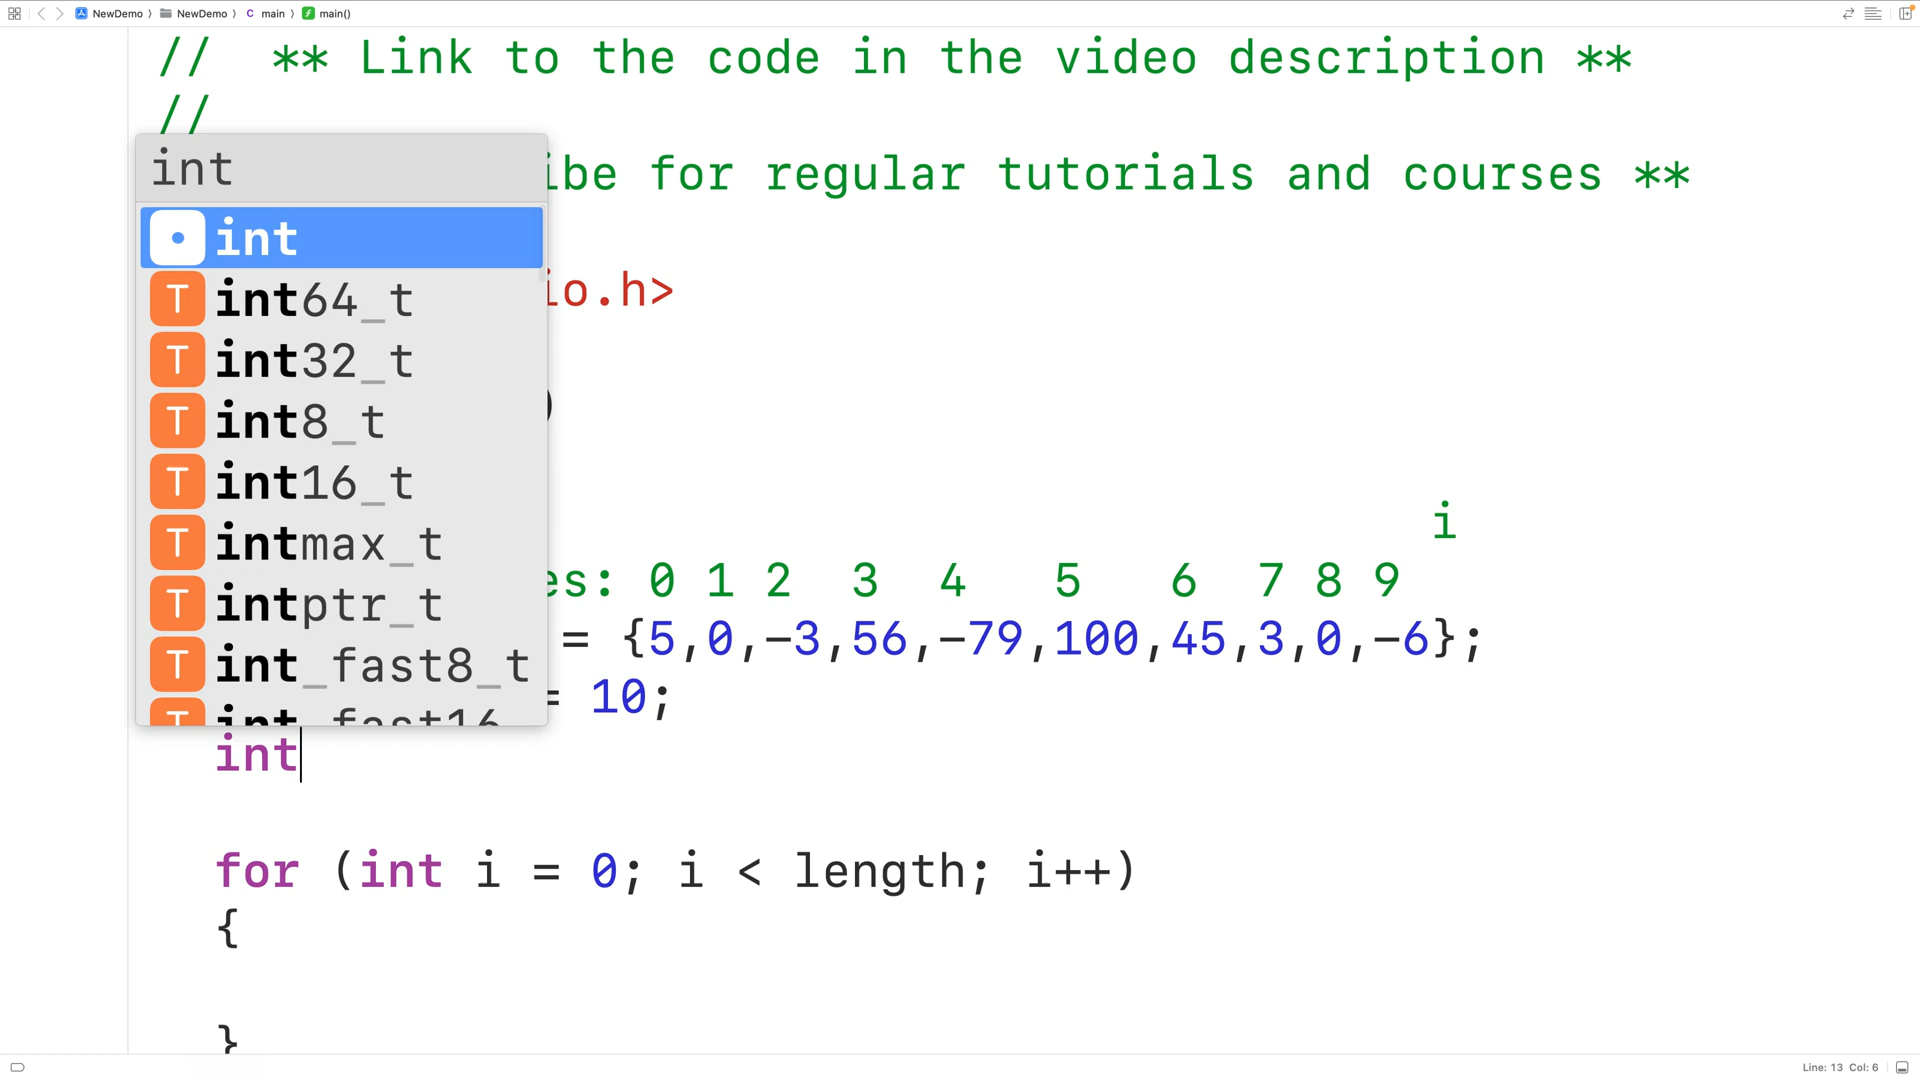 NewDemo 〉 NewDemo 〉 C main 〉 f main()
// ** Link to the code in the video description **
//
int
ibe for regular tutorials and courses **
int
T int64_t
io.h>
T int32_t
)
T int8_t
T int16_t
i
T intmax_t
es: 0 1 2 3 4 5 6 7 8 9
T intptr_t
= {5,0,-3,56,-79,100,45,3,0,-6};
T int_fast8_t
= 10;
T int_fast16
int
for (int i = 0; i < length; i++)
{
}
Line: 13 Col: 6